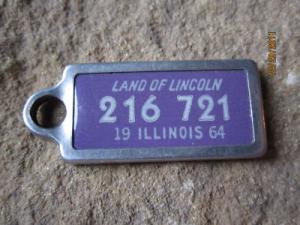 LAND OF LINCOLN
216 721
19 ILLINOIS 64